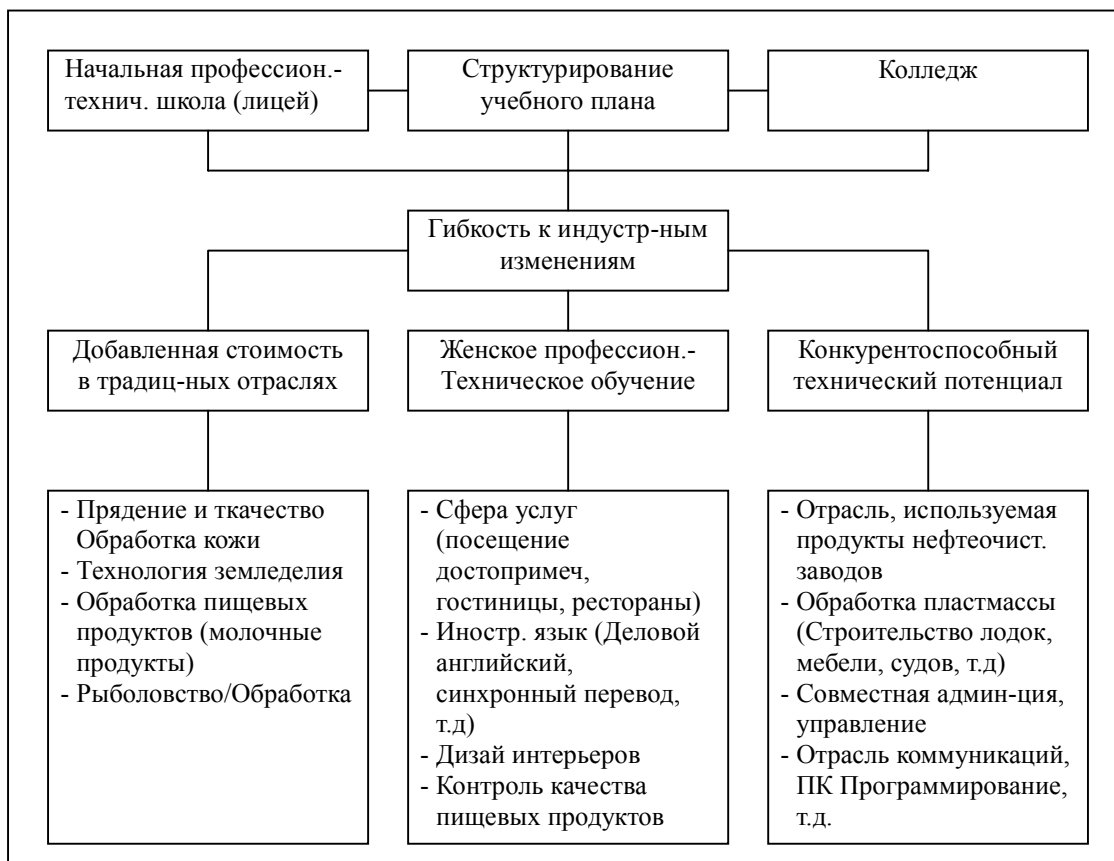 Начальная профессион.-
технич. школа (лицей)
Структурирование
учебного плана
Колледж
Гибкость к индустр-ным
изменениям
Добавленная стоимость
в традиц-ных отраслях
Женское профессион.-
Техническое обучение
Конкурентоспособный
технический потенциал
- Прядение и ткачество
Обработка кожи
- Технология земледелия
- Обработка пищевых
продуктов (молочные
продукты)
- Рыболовство/Обработка
- Сфера услуг
(посещение
достопримеч,
гостиницы, рестораны)
- Иностр. язык (Деловой
английский,
синхронный перевод,
т.д)
- Дизай интерьеров
- Контроль качества
пищевых продуктов
- Отрасль, используемая
продукты нефтеочист.
заводов
- Обработка пластмассы
(Строительство лодок,
мебели, судов, т.д)
- Совместная админ-ция,
управление
- Отрасль коммуникаций,
ПК Программирование,
т.д.